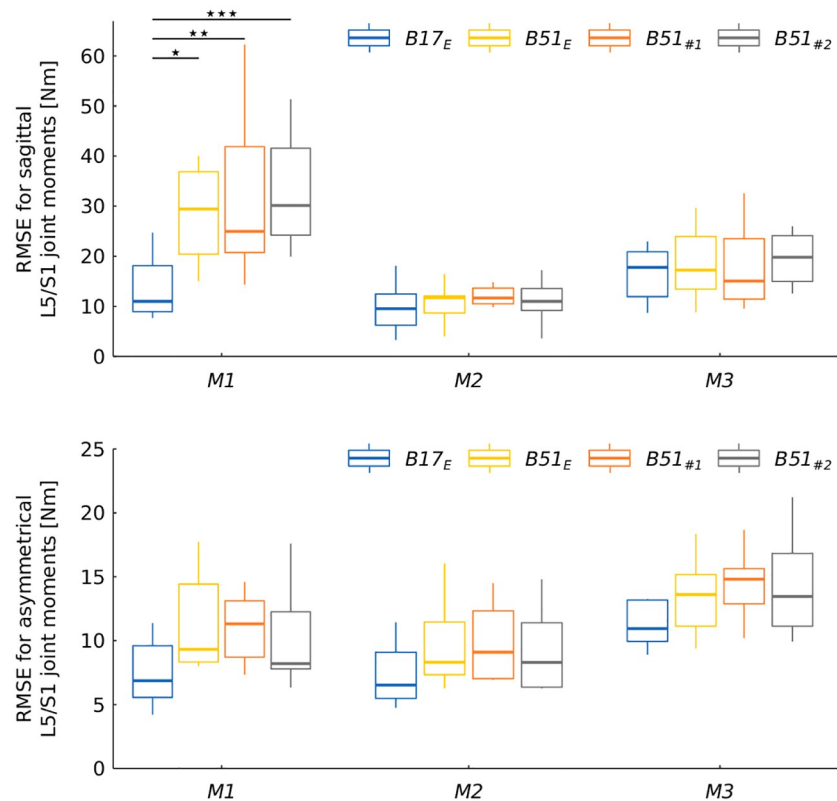 ★★★
★★
★
B17E B51E B51#1 B51#2
RMSE for sagittal
L5/S1 joint moments [Nm]
60
50
40
30
20
10
0
M1 M2 M3
B17E B51E B51#1 B51#2
RMSE for asymmetrical
L5/S1 joint moments [Nm]
25
20
15
10
5
0
M1 M2 M3